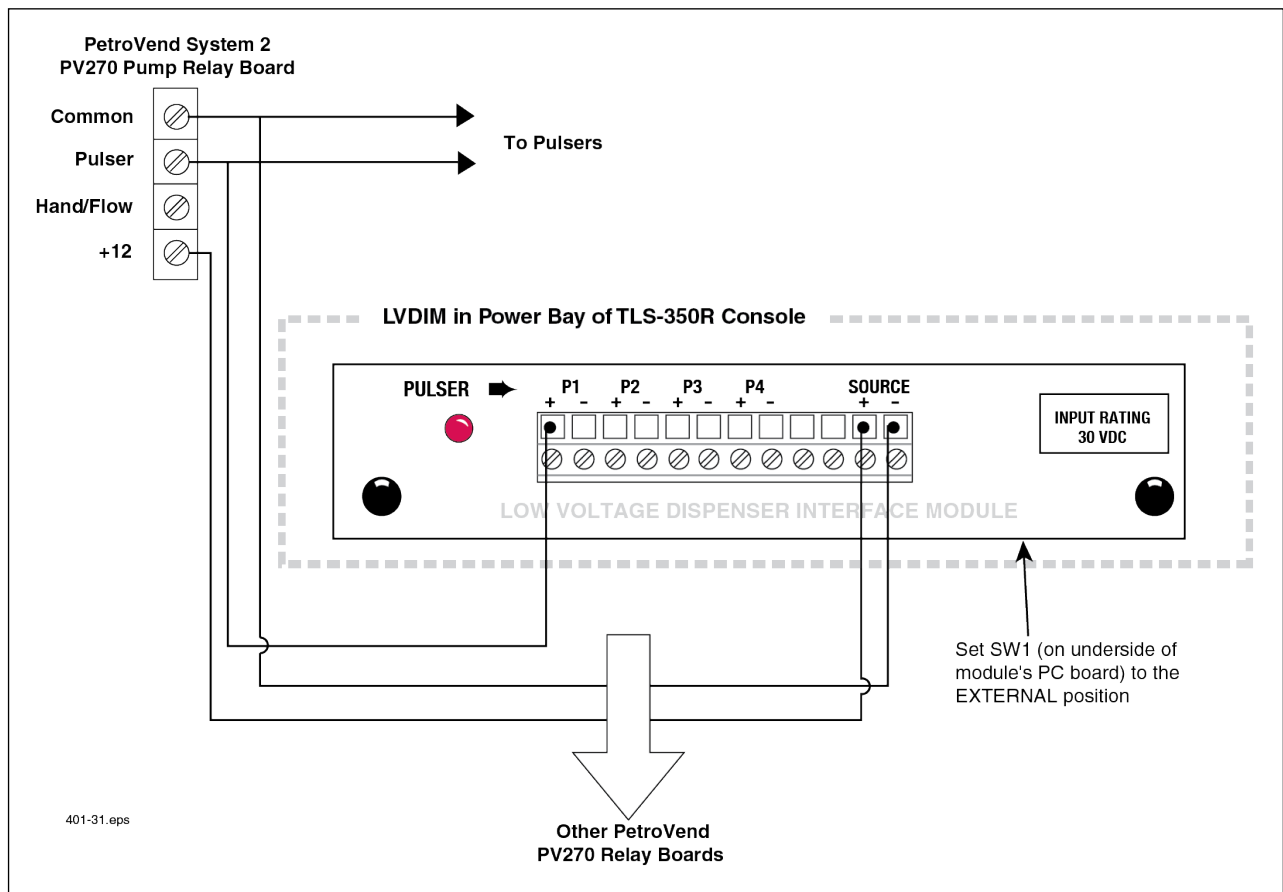 PetroVend System 2
PV270 Pump Relay Board
Common
Pulser
To Pulsers
Hand/Flow
+12
LVDIM in Power Bay of TLS-350R Console
PULSER P1 P2 P3 P4 SOURCE
+ - + - + - + - + -
INPUT RATING
30 VDC
LOW VOLTAGE DISPENSER INTERFACE MODULE
Set SW1 (on underside of
module's PC board) to the
EXTERNAL position
401-31.eps
Other PetroVend
PV270 Relay Boards